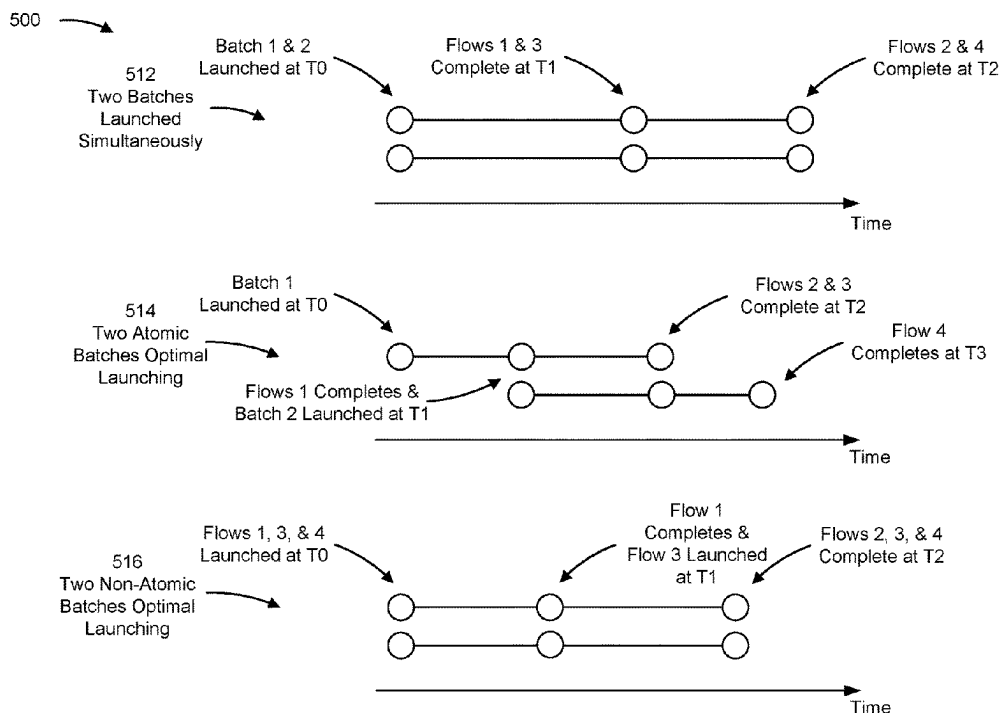 500
Batch 1 & 2
Launched at T0
Flows 1 & 3
Complete at T1
Flows 2 & 4
Complete at T2
512
Two Batches
Launched
Simultaneously
Time
Batch 1
Launched at T0
Flows 2 & 3
Complete at T2
514
Two Atomic
Batches Optimal
Launching
Flow 4
Completes at T3
Flows 1 Completes &
Batch 2 Launched at T1
Time
Flows 1, 3, & 4
Launched at T0
Flow 1
Completes &
Flow 3 Launched
at T1
Flows 2, 3, & 4
Complete at T2
516
Two Non-Atomic
Batches Optimal
Launching
Time